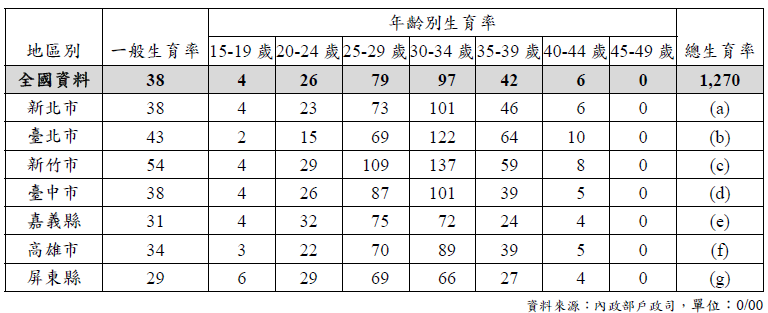 地區別 一般生育率 年齡別生育率 總生育率
15-19 歲 20-24 歲 25-29 歲 30-34 歲 35-39 歲 40-44 歲 45-49 歲
全國資料 38 4 26 79 97 42 6 0 1,270
新北市 38 4 23 73 101 46 6 0 (a)
臺北市 43 2 15 69 122 64 10 0 (b)
新竹市 54 4 29 109 137 59 8 0 (c)
臺中市 38 4 26 87 101 39 5 0 (d)
嘉義縣 31 4 32 75 72 24 4 0 (e)
高雄市 34 3 22 70 89 39 5 0 (f)
屏東縣 29 6 29 69 66 27 4 0 (g)
資料來源：內政部戶政司，單位：0/00